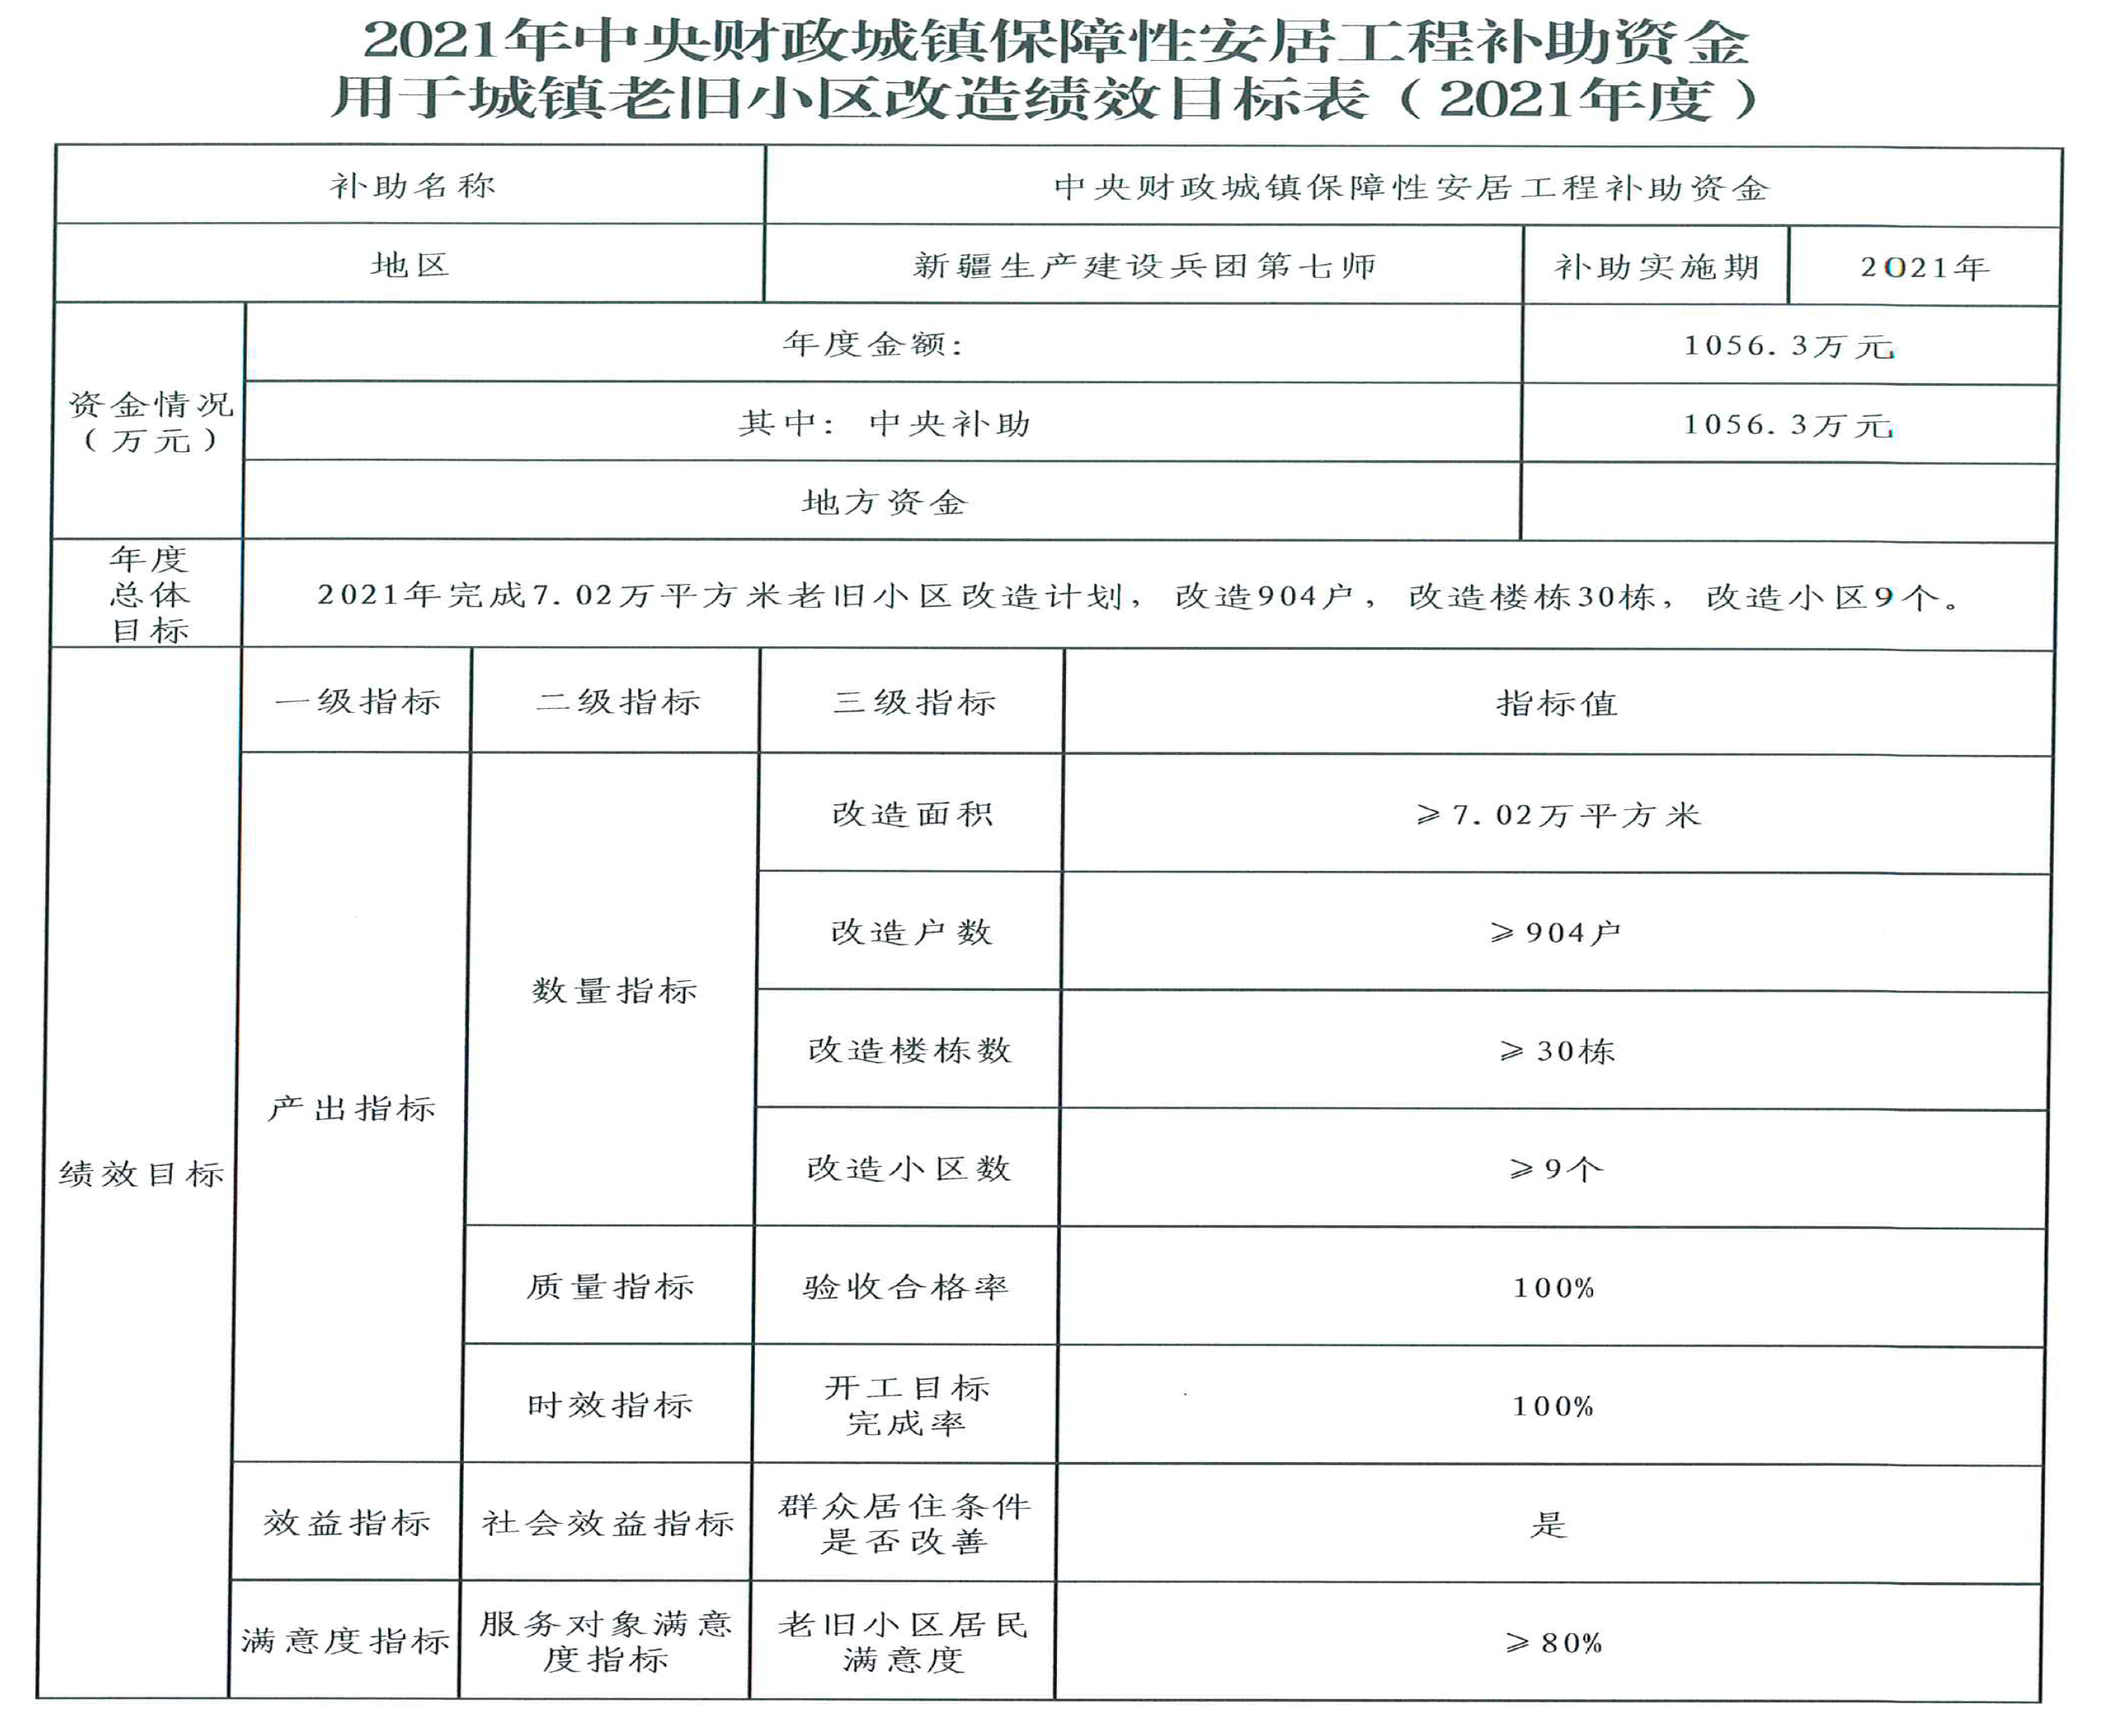 2021年中央财政城镇保障性安居工程补助资金
用于城镇老旧小区改造绩效目标表（2021年度）
补助名称
中央财政城镇保障性安居工程补助资金
地区
新疆生产建设兵团第七师
补助实施期
2021年
资金情况
（万元）
年度金额:
1056.3万元
其中: 中央补助
1056.3万元
地方资金
年度
总体
目标
2021年完成7.02万平方米老旧小区改造计划，改造904户，改造楼栋30栋，改造小区9个。
绩效目标
一级指标
二级指标
三级指标
指标值
产出指标
数量指标
改造面积
≥7.02万平方米
改造户数
≥904户
改造楼栋数
≥30栋
改造小区数
≥9个
质量指标
验收合格率
100%
时效指标
开工目标
完成率
100%
效益指标
社会效益指标
群众居住条件
是否改善
是
满意度指标
服务对象满意
度指标
老旧小区居民
满意度
≥80%